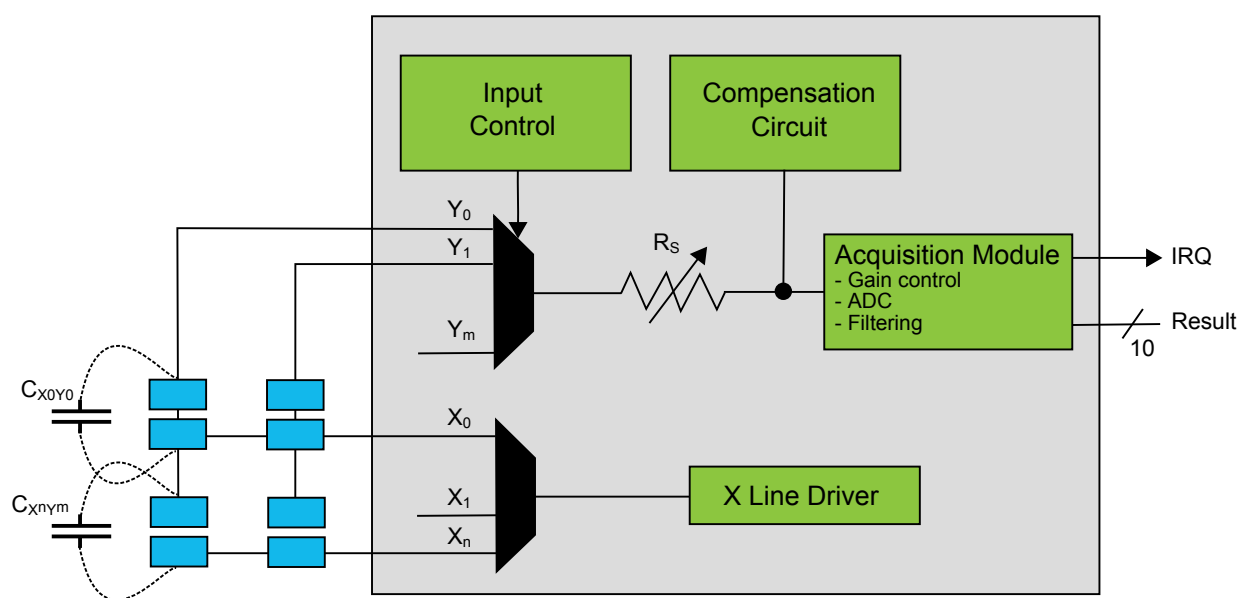 Input
Control
Compensation
Circuit
Y0
Y1
RS
Acquisition Module
- Gain control
- ADC
- Filtering
IRQ
Result
10
Ym
CX0Y0
X0
CXnYm
X1
Xn
X Line Driver